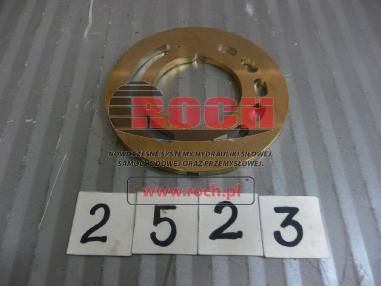 ROCH
NOWOCZESNE SYSTEMY HYDRAULIKI SIŁOWEJ,
SAMOCHODOWEJ ORAZ PRZEMYSŁOWEJ
www.roch.pl
2 5 2 3